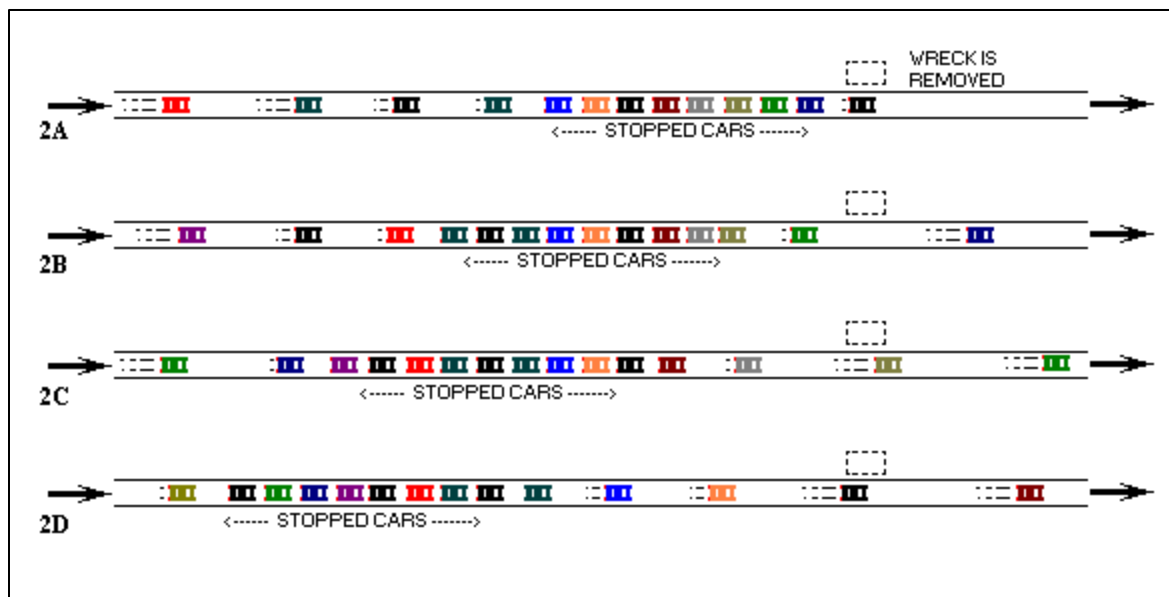 WRECK IS
REMOVED
2A
<------ STOPPED CARS ------->
2B
<------ STOPPED CARS ------->
2C
<------ STOPPED CARS ------->
2D
<------ STOPPED CARS ------->